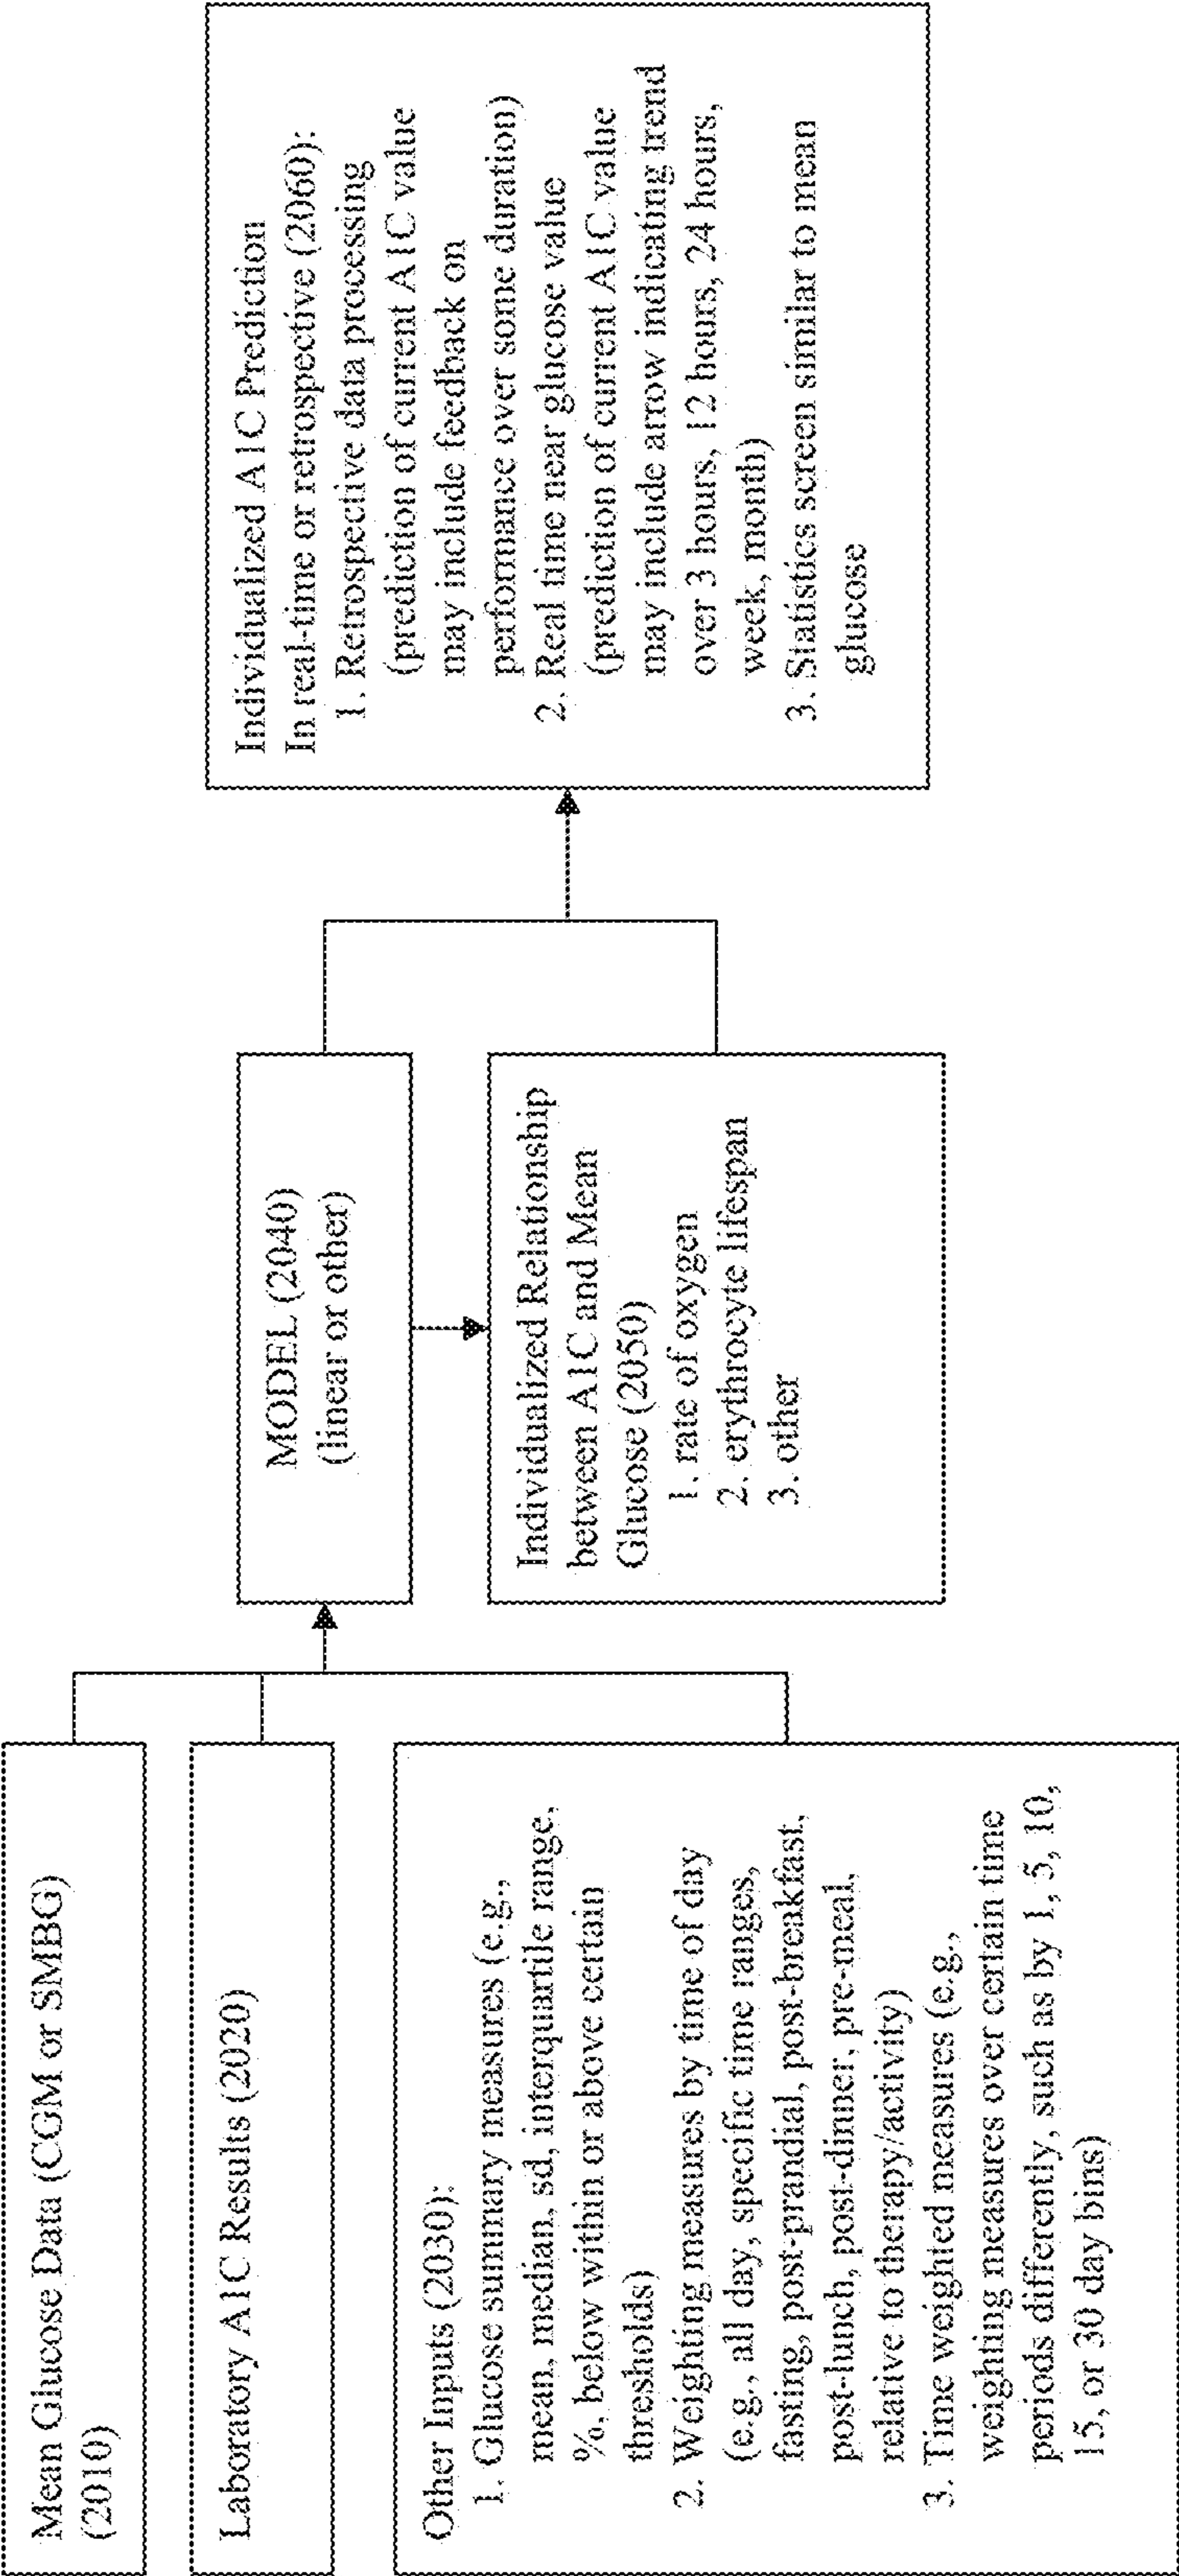 Mean Glucose Data (CGM or SMBG)
(2010)
Laboratory A1C Results (2020)
Other Inputs (2030):
1. Glucose summary measures (e.g.,
mean, median, sd, interquartile range,
%, below within or above certain
thresholds)
2. Weighting measures by time of day
(e.g., all day, specific time ranges,
fasting, post-prandial, post-breakfast,
post-lunch, post-dinner, pre-meal,
relative to therapy/activity)
3. Time weighted measures (e.g.,
weighting measures over certain time
periods differently, such as by 1, 5, 10,
15, or 30 day bins)
MODEL (2040)
(linear or other)
Individualized Relationship
between A1C and Mean
Glucose (2050)
1. rate of oxygen
2. erythrocyte lifespan
3. other
Individualized A1C Prediction
In real-time or retrospective (2060):
1. Retrospective data processing
(prediction of current A1C value
may include feedback on
performance over some duration)
2. Real time near glucose value
(prediction of current A1C value
may include arrow indicating trend
over 3 hours, 12 hours, 24 hours,
week, month)
3. Statistics screen similar to mean
glucose